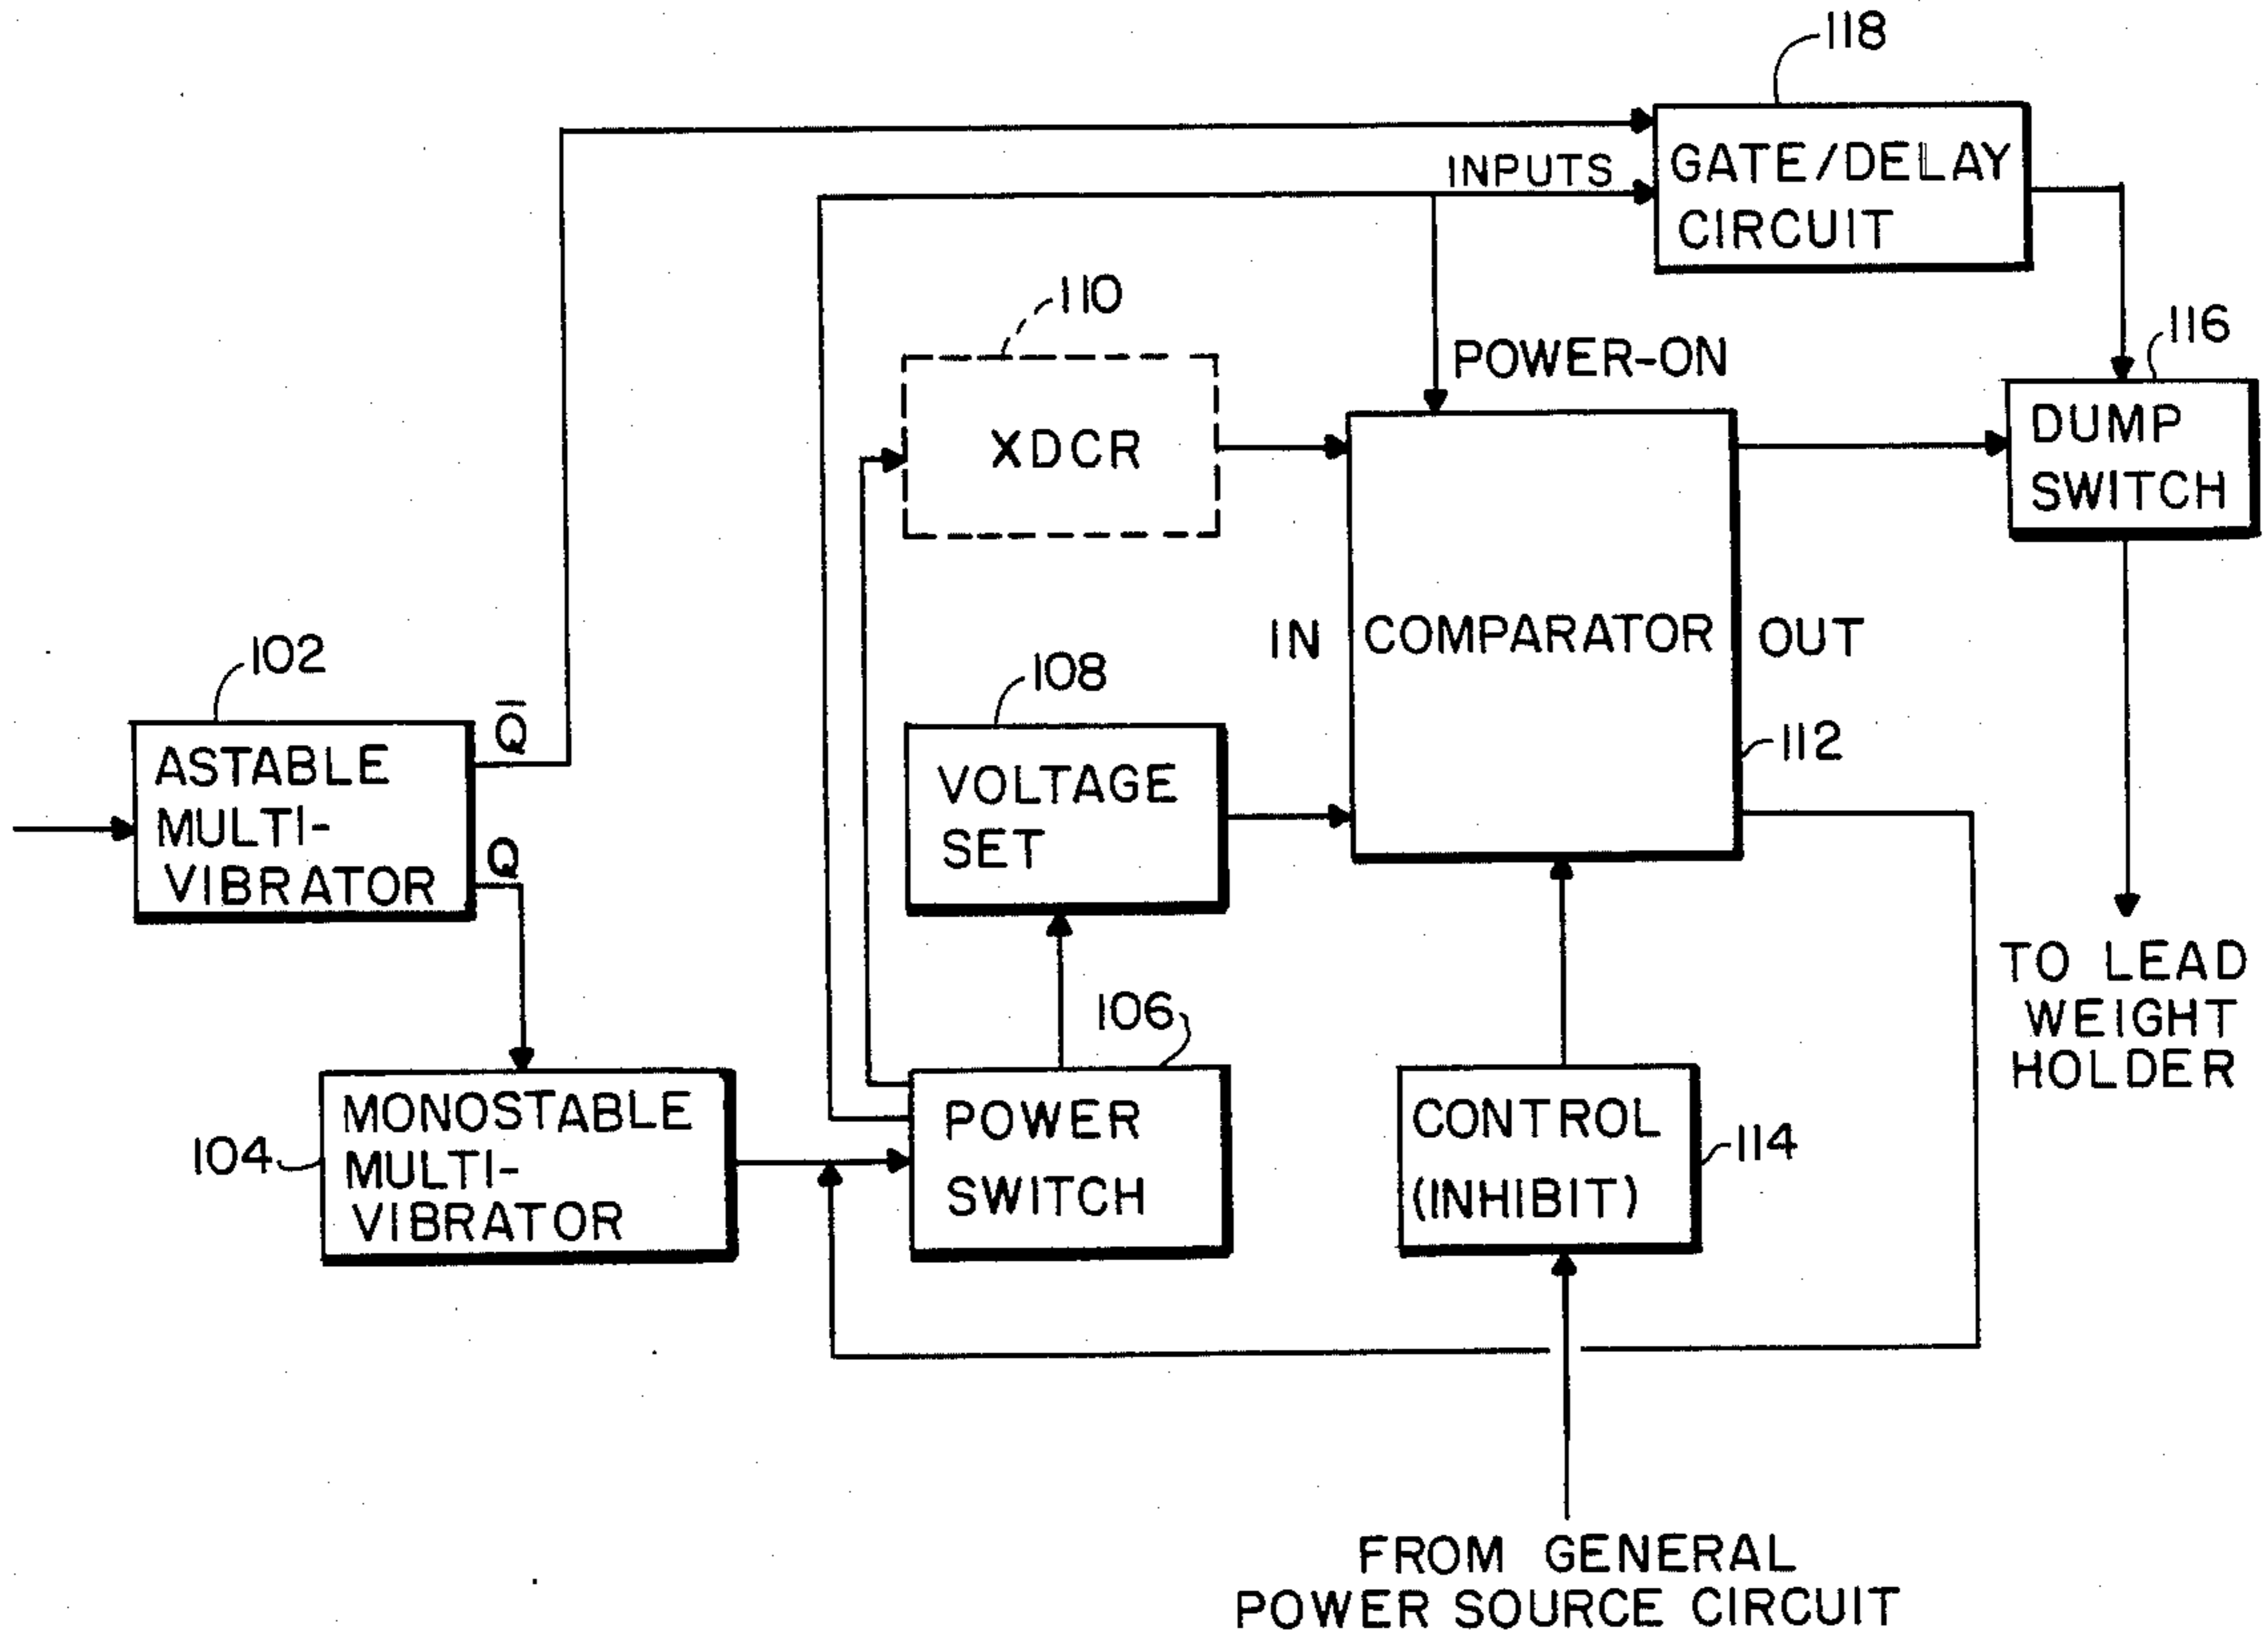 118
INPUTS
GATE/DELAY
CIRCUIT
110
POWER-ON
116
XDCR
DUMP
SWITCH
IN
COMPARATOR
OUT
102
108
112
Q̅
ASTABLE
MULTI-
VIBRATOR
Q
VOLTAGE
SET
TO LEAD
WEIGHT
HOLDER
106
104
MONOSTABLE
MULTI-
VIBRATOR
POWER
SWITCH
CONTROL
(INHIBIT)
114
FROM GENERAL
POWER SOURCE CIRCUIT